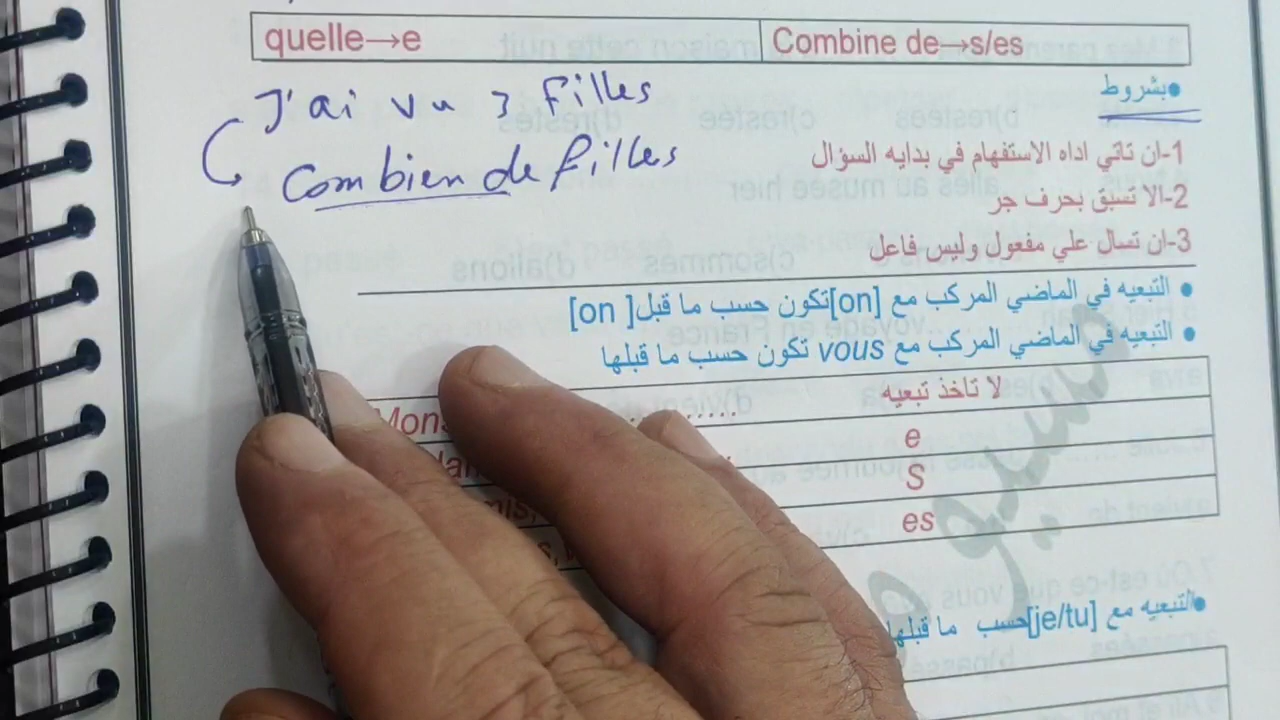 quelle→e
Combine de→s/es
J'ai vu 3 filles
Combien de filles
•بشروط
1-ان تاتي اداه الاستفهام في بدايه السؤال
2-الا تسبق بحرف جر
3-ان تسال علي مفعول وليس فاعل
• التبعيه في الماضي المركب مع [on]تكون حسب ما قبل[ on]
• التبعيه في الماضي المركب مع vous تكون حسب ما قبلها
لا تاخذ تبعيه
e
S
es
•التبعيه مع [je/tu]حسب ما قبلها